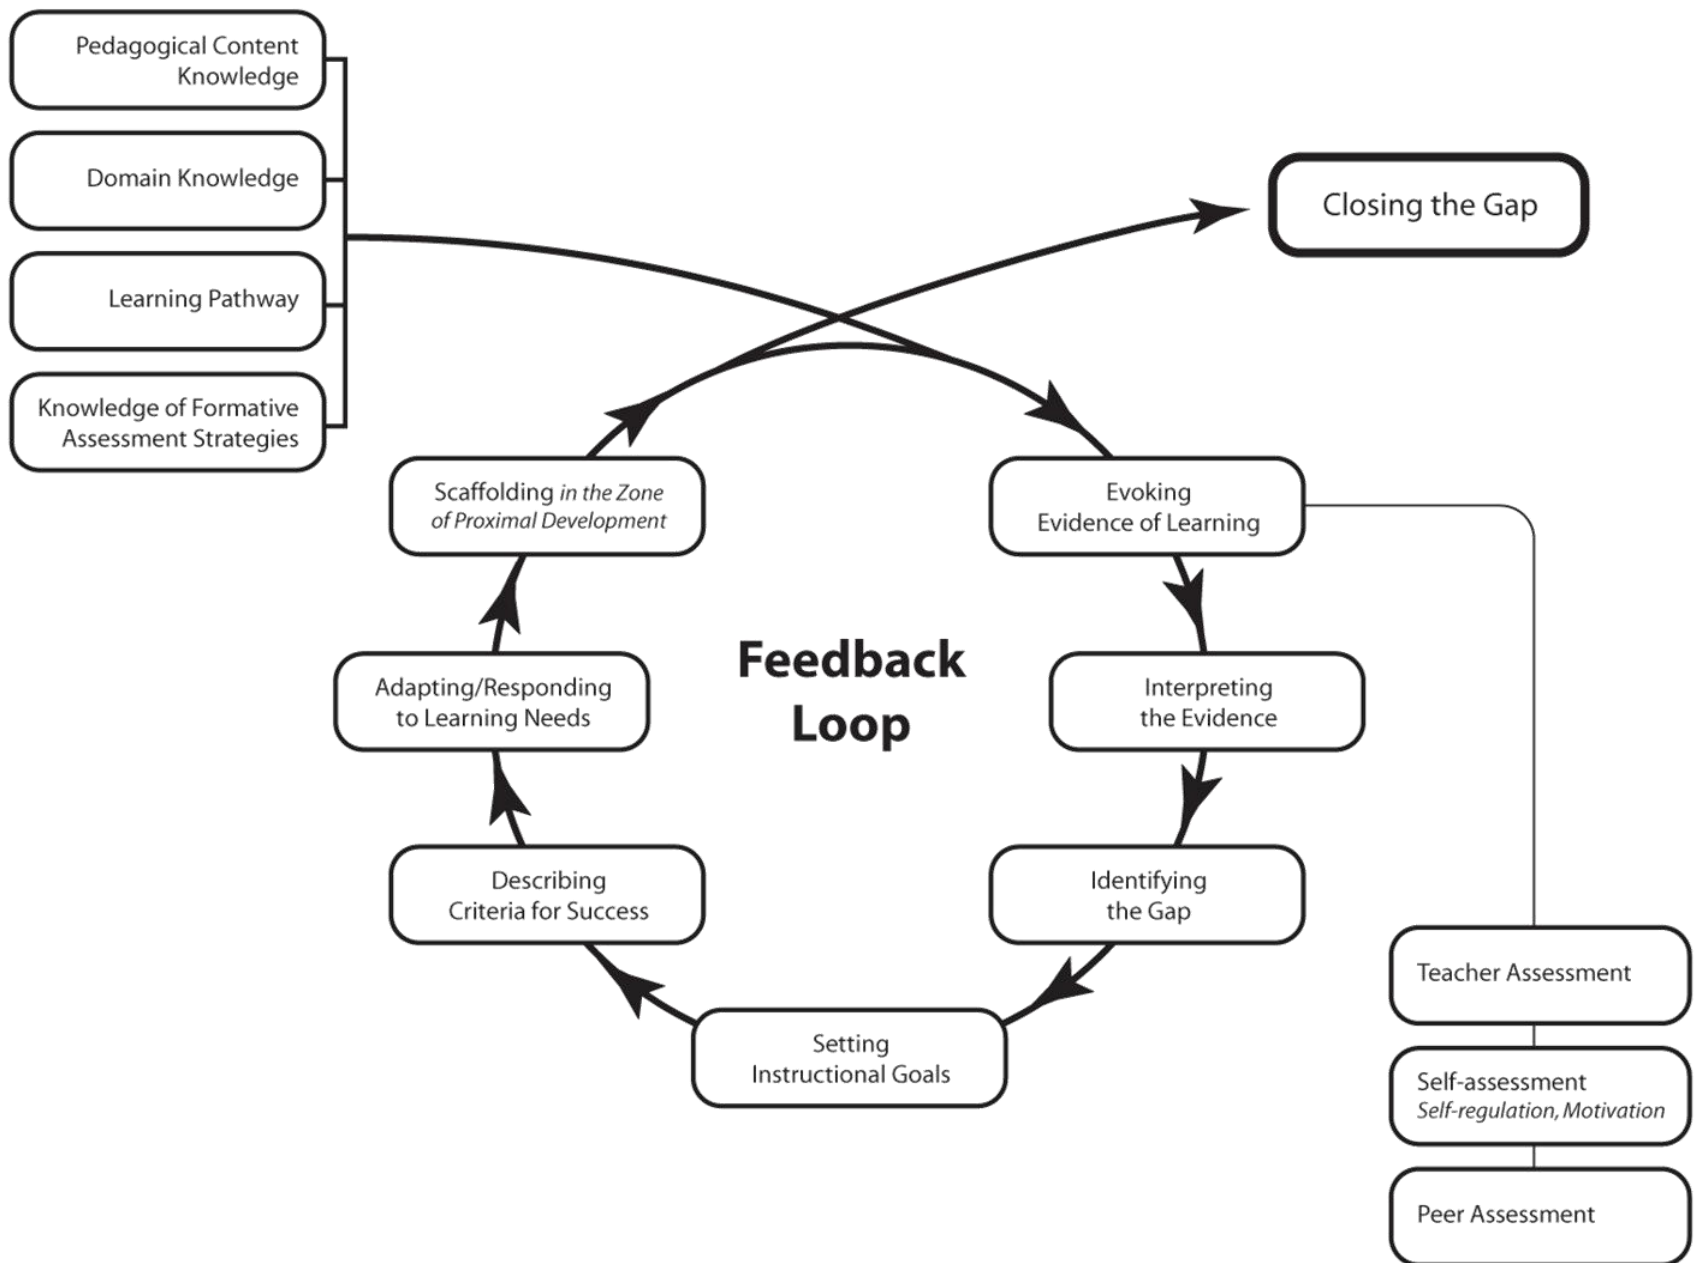 Pedagogical Content
Knowledge
Domain Knowledge
Learning Pathway
Knowledge of Formative
Assessment Strategies
Closing the Gap
Scaffolding in the Zone
of Proximal Development
Evoking
Evidence of Learning
Feedback
Loop
Adapting/Responding
to Learning Needs
Interpreting
the Evidence
Describing
Criteria for Success
Identifying
the Gap
Setting
Instructional Goals
Teacher Assessment
Self-assessment
Self-regulation, Motivation
Peer Assessment